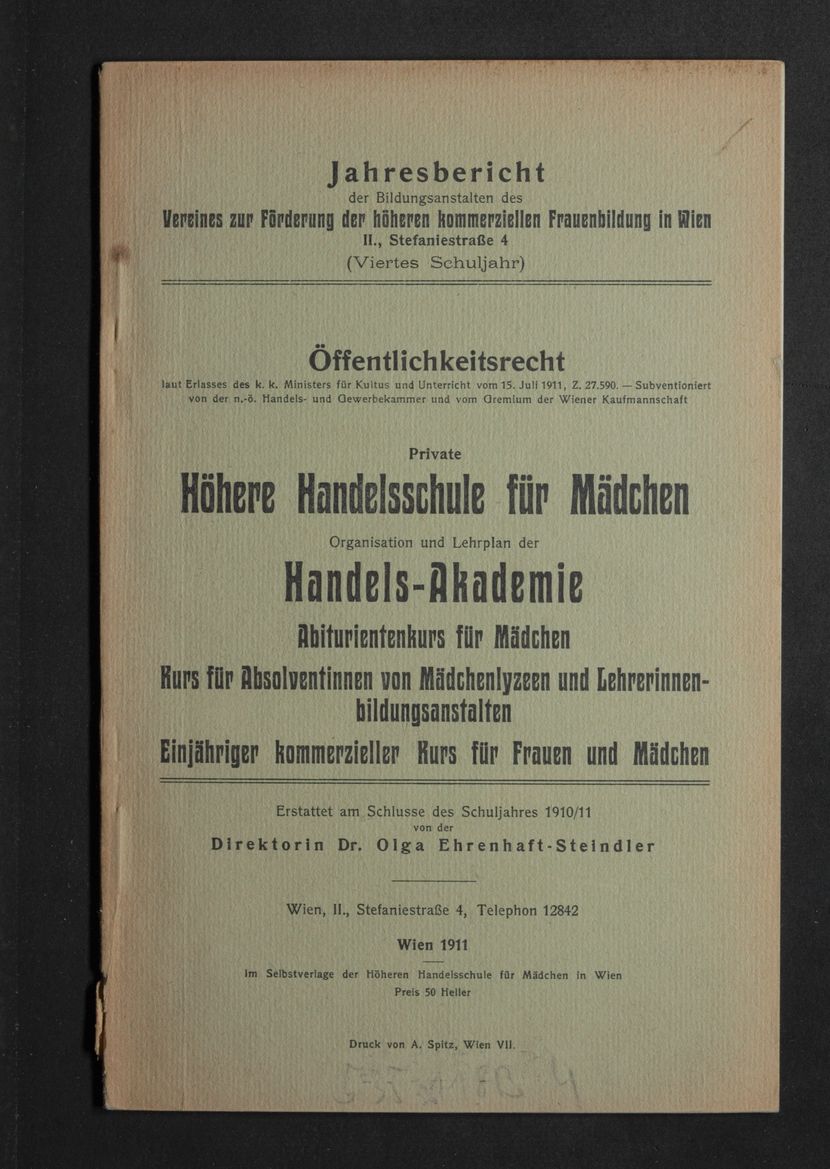 Jahresbericht
der Bildungsanstalten des
Vereines zur Förderung der höheren kommerziellen Frauenbildung in Wien
II., Stefaniestraße 4
(Viertes Schuljahr)
Öffentlichkeitsrecht
laut Erlasses des k. k. Ministers für Kultus und Unterricht vom 15. Juli 1911, Z. 27.590. — Subventioniert
von der n.-ö. Handels- und Gewerbekammer und vom Gremium der Wiener Kaufmannschaft
Private
Höhere Handelsschule für Mädchen
Organisation und Lehrplan der
Handels-Akademie
Abiturientenkurs für Mädchen
Kurs für Absolventinnen von Mädchenlyzeen und Lehrerinnen-
bildungsanstalten
Einjähriger kommerzieller Kurs für Frauen und Mädchen
Erstattet am Schlusse des Schuljahres 1910/11
von der
Direktorin Dr. Olga Ehrenhaft-Steindler
Wien, II., Stefaniestraße 4, Telephon 12842
Wien 1911
Im Selbstverlage der Höheren Handelsschule für Mädchen in Wien
Preis 50 Heller
Druck von A. Spitz, Wien VII.